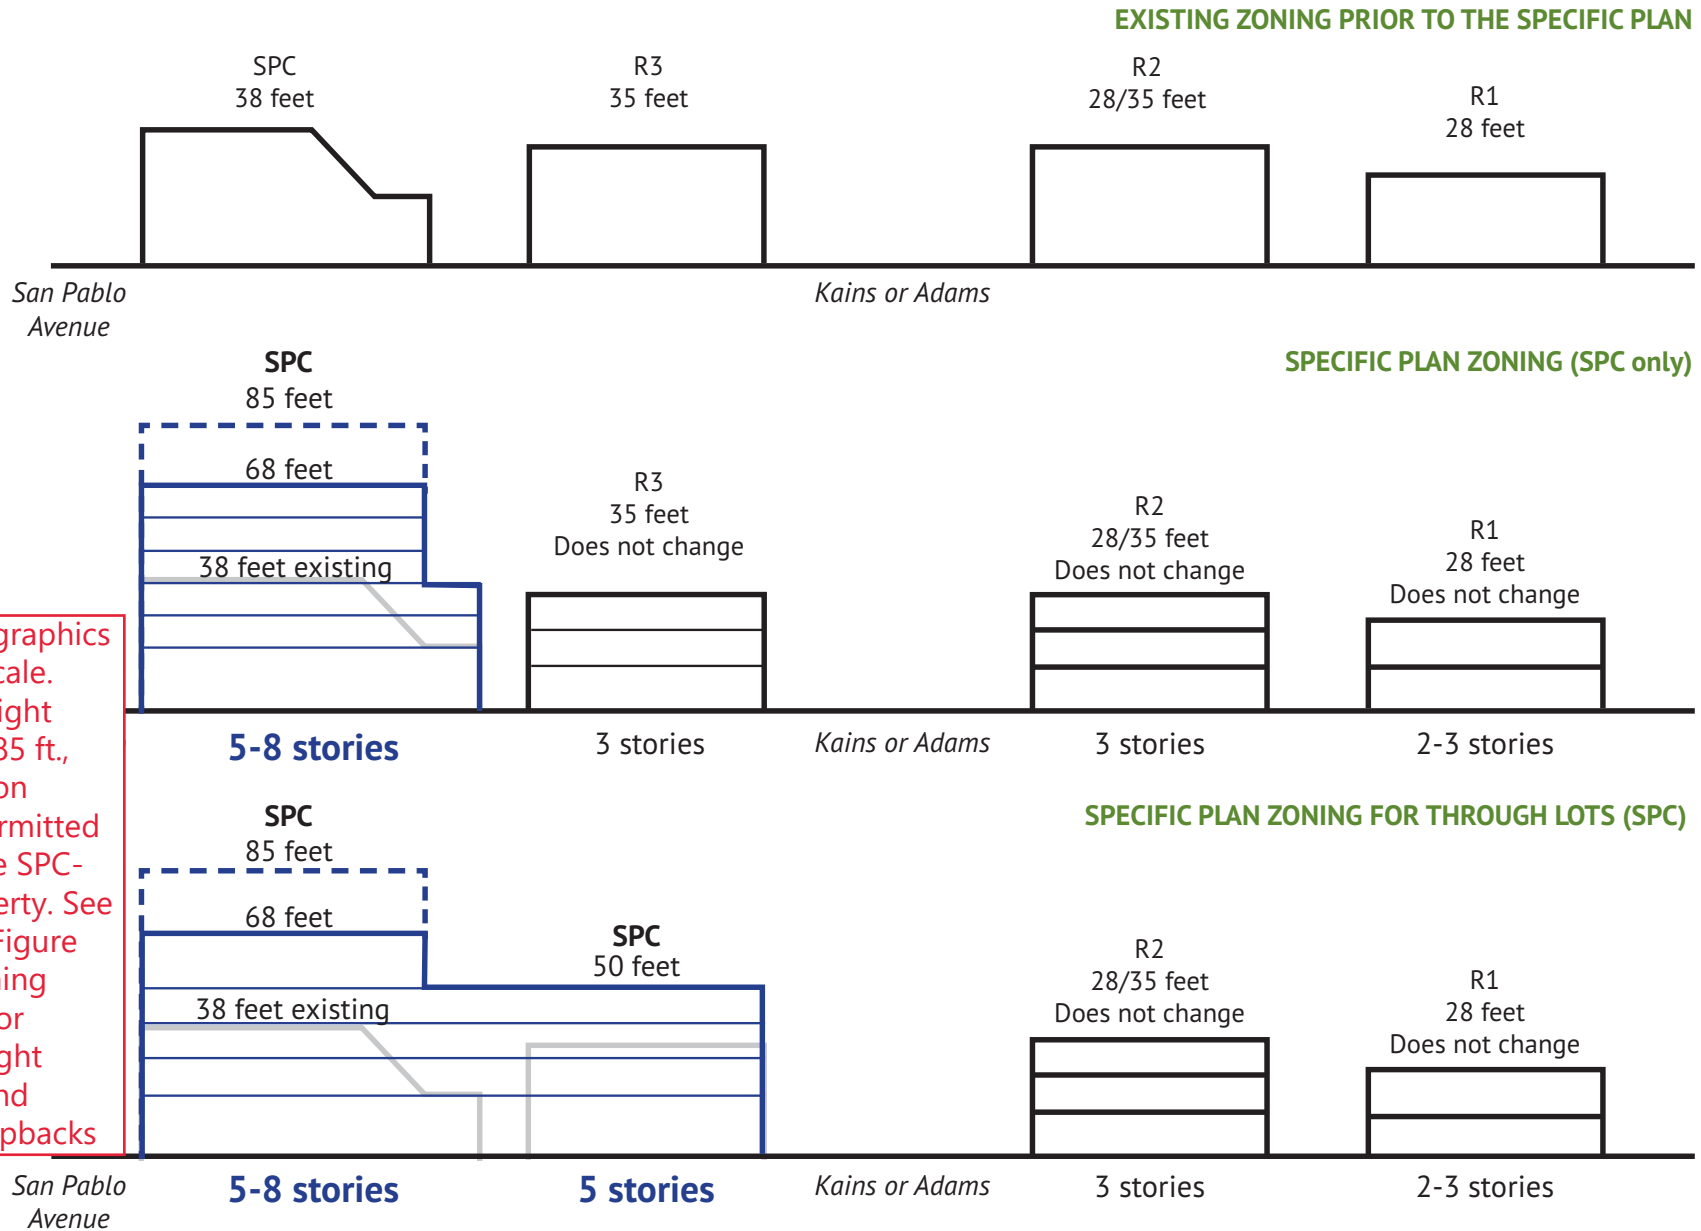 EXISTING ZONING PRIOR TO THE SPECIFIC PLAN
SPC
38 feet
R3
35 feet
R2
28/35 feet
R1
28 feet
San Pablo
Avenue
Kains or Adams
SPECIFIC PLAN ZONING (SPC only)
SPC
85 feet
68 feet
38 feet existing
R3
35 feet
Does not change
R2
28/35 feet
Does not change
R1
28 feet
Does not change
graphics
cale.
ight
35 ft.,
on
rmitted
e SPC-
erty. See
Figure
ning
or
ght
nd
pbacks
5-8 stories
3 stories
Kains or Adams
3 stories
2-3 stories
SPECIFIC PLAN ZONING FOR THROUGH LOTS (SPC)
SPC
85 feet
68 feet
38 feet existing
SPC
50 feet
R2
28/35 feet
Does not change
R1
28 feet
Does not change
San Pablo
Avenue
5-8 stories
5 stories
Kains or Adams
3 stories
2-3 stories